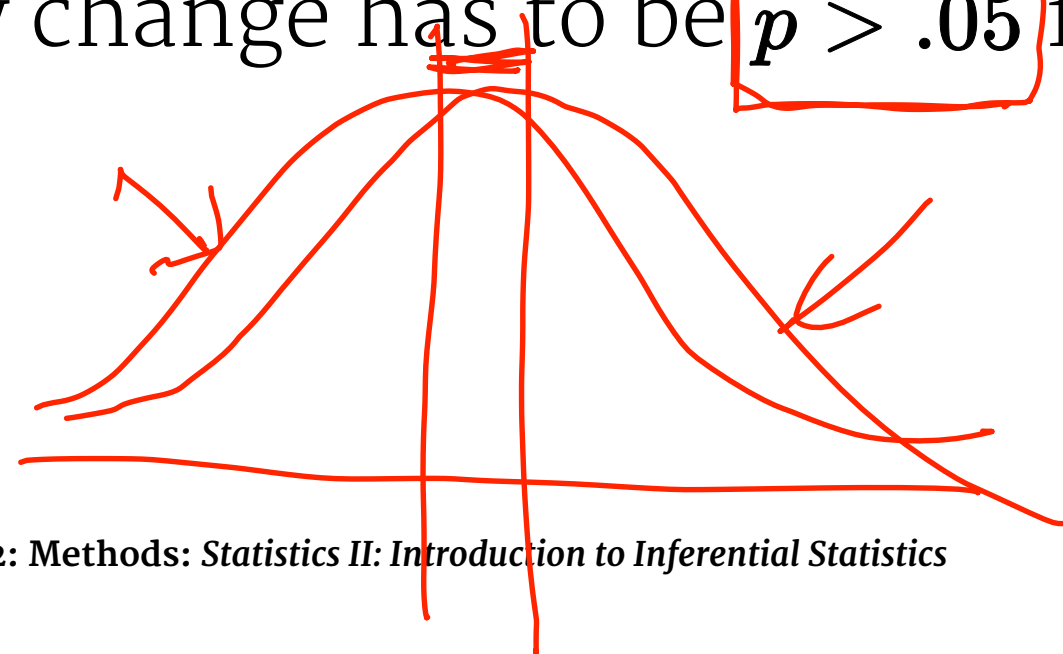 change has to be p > .05
2: Methods: Statistics II: Introduction to Inferential Statistics